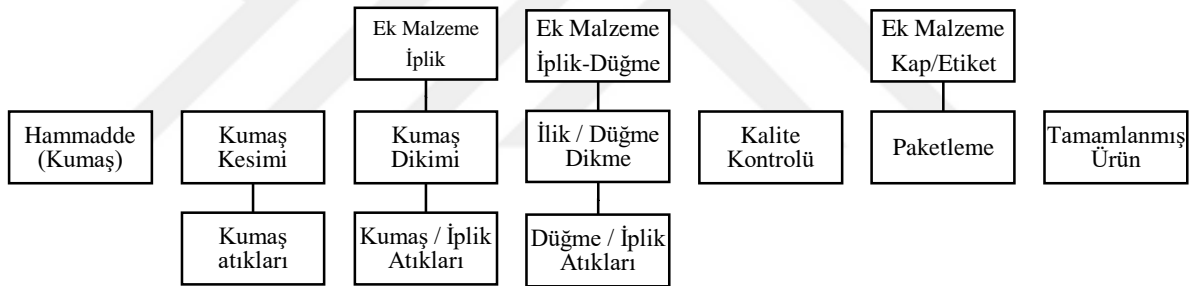 Ek Malzeme
İplik
Ek Malzeme
İplik-Düğme
Ek Malzeme
Kap/Etiket
Hammadde
(Kumaş)
Kumaş
Kesimi
Kumaş
Dikimi
İlik / Düğme
Dikme
Kalite
Kontrolü
Paketleme
Tamamlanmış
Ürün
Kumaş
atıkları
Kumaş / İplik
Atıkları
Düğme / İplik
Atıkları